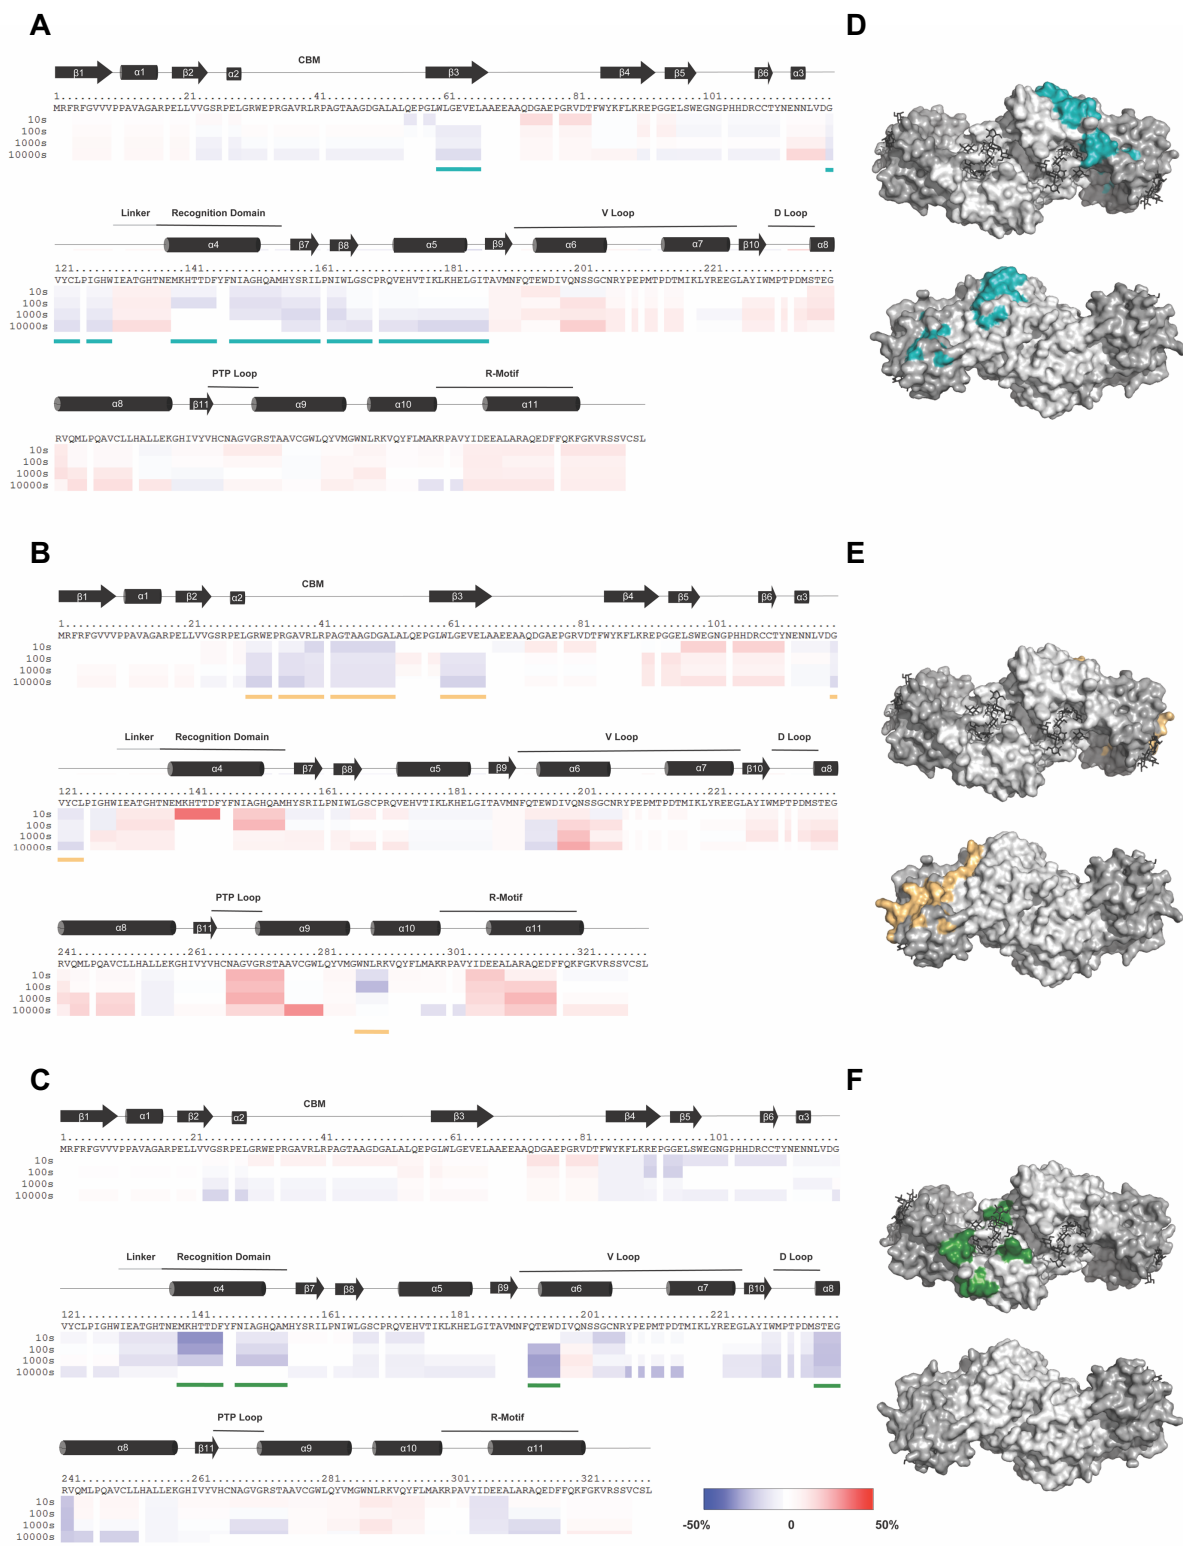 A
CBM
β1 α1 β2 α2 β3 β4 β5 β6 α3
1...................21..................41..................61..................81..................101.................
MRFRFGVVVPPAVAGARPELLVVGSRPELGRWEPRGAVRLRPAGTAAGDGALALQEPGLWLGEVELAAEEAAQDGAEPGRVDTFWYKFLKREPGGELSWEGNGPHHDRCCTYNENNLVDG
10s
100s
1000s
10000s
Linker Recognition Domain V Loop D Loop
α4 β7 β8 α5 β9 α6 α7 β10 α8
121.................141.................161.................181.................201.................221.................
VYCLPIGHWIEATGHTNEMKHTTDFYFNIAGHQAMHYSRILPNIWLGSCPRQVEHVTIKLKHELGITAVMNFQTEWDIVQNSSGCNRYPEPMTPDTMIKLYREEGLAYIWMPTPDMSTEG
10s
100s
1000s
10000s
PTP Loop R-Motif
α8 β11 α9 α10 α11
RVQMLPQAVCLLHALLEKGHIVYVHCNAGVGRSTAAVCGWLQYVMGWNLRKVQYFLMAKRPAVYIDEEALARAQEDFFQKFGKVRSSVCSL
10s
100s
1000s
10000s
D
B
CBM
β1 α1 β2 α2 β3 β4 β5 β6 α3
1...................21..................41..................61..................81..................101.................
MRFRFGVVVPPAVAGARPELLVVGSRPELGRWEPRGAVRLRPAGTAAGDGALALQEPGLWLGEVELAAEEAAQDGAEPGRVDTFWYKFLKREPGGELSWEGNGPHHDRCCTYNENNLVDG
10s
100s
1000s
10000s
Linker Recognition Domain V Loop D Loop
α4 β7 β8 α5 β9 α6 α7 β10 α8
121.................141.................161.................181.................201.................221.................
VYCLPIGHWIEATGHTNEMKHTTDFYFNIAGHQAMHYSRILPNIWLGSCPRQVEHVTIKLKHELGITAVMNFQTEWDIVQNSSGCNRYPEPMTPDTMIKLYREEGLAYIWMPTPDMSTEG
10s
100s
1000s
10000s
PTP Loop R-Motif
α8 β11 α9 α10 α11
241.................261.................281.................301.................321.........
RVQMLPQAVCLLHALLEKGHIVYVHCNAGVGRSTAAVCGWLQYVMGWNLRKVQYFLMAKRPAVYIDEEALARAQEDFFQKFGKVRSSVCSL
10s
100s
1000s
10000s
E
C
CBM
β1 α1 β2 α2 β3 β4 β5 β6 α3
1...................21..................41..................61..................81..................101.................
MRFRFGVVVPPAVAGARPELLVVGSRPELGRWEPRGAVRLRPAGTAAGDGALALQEPGLWLGEVELAAEEAAQDGAEPGRVDTFWYKFLKREPGGELSWEGNGPHHDRCCTYNENNLVDG
10s
100s
1000s
10000s
Linker Recognition Domain V Loop D Loop
α4 β7 β8 α5 β9 α6 α7 β10 α8
121.................141.................161.................181.................201.................221.................
VYCLPIGHWIEATGHTNEMKHTTDFYFNIAGHQAMHYSRILPNIWLGSCPRQVEHVTIKLKHELGITAVMNFQTEWDIVQNSSGCNRYPEPMTPDTMIKLYREEGLAYIWMPTPDMSTEG
10s
100s
1000s
10000s
PTP Loop R-Motif
α8 β11 α9 α10 α11
241.................261.................281.................301.................321.........
RVQMLPQAVCLLHALLEKGHIVYVHCNAGVGRSTAAVCGWLQYVMGWNLRKVQYFLMAKRPAVYIDEEALARAQEDFFQKFGKVRSSVCSL
10s
100s
1000s
10000s
-50% 0 50%
F